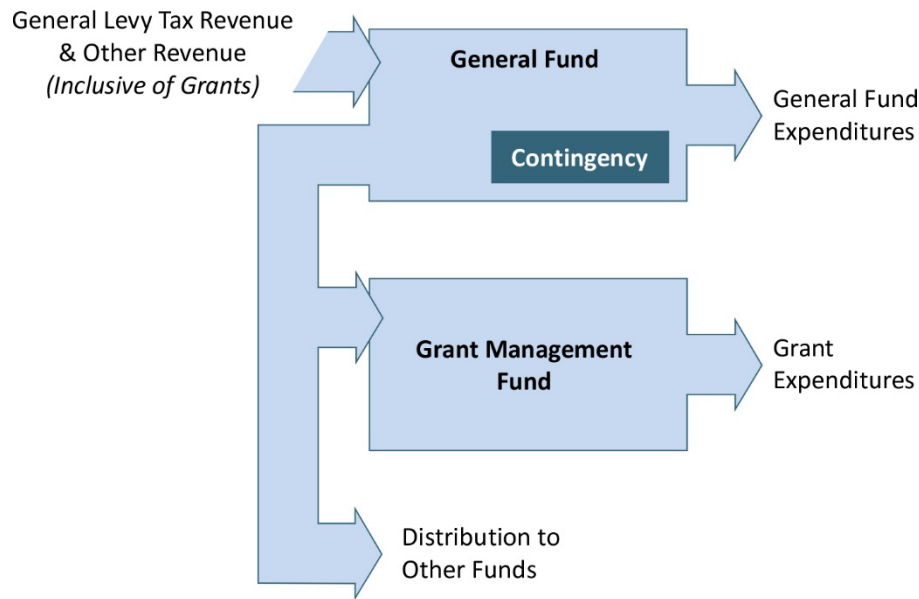 General Levy Tax Revenue
& Other Revenue
(Inclusive of Grants)
General Fund
Contingency
General Fund
Expenditures
Grant Management
Fund
Grant
Expenditures
Distribution to
Other Funds